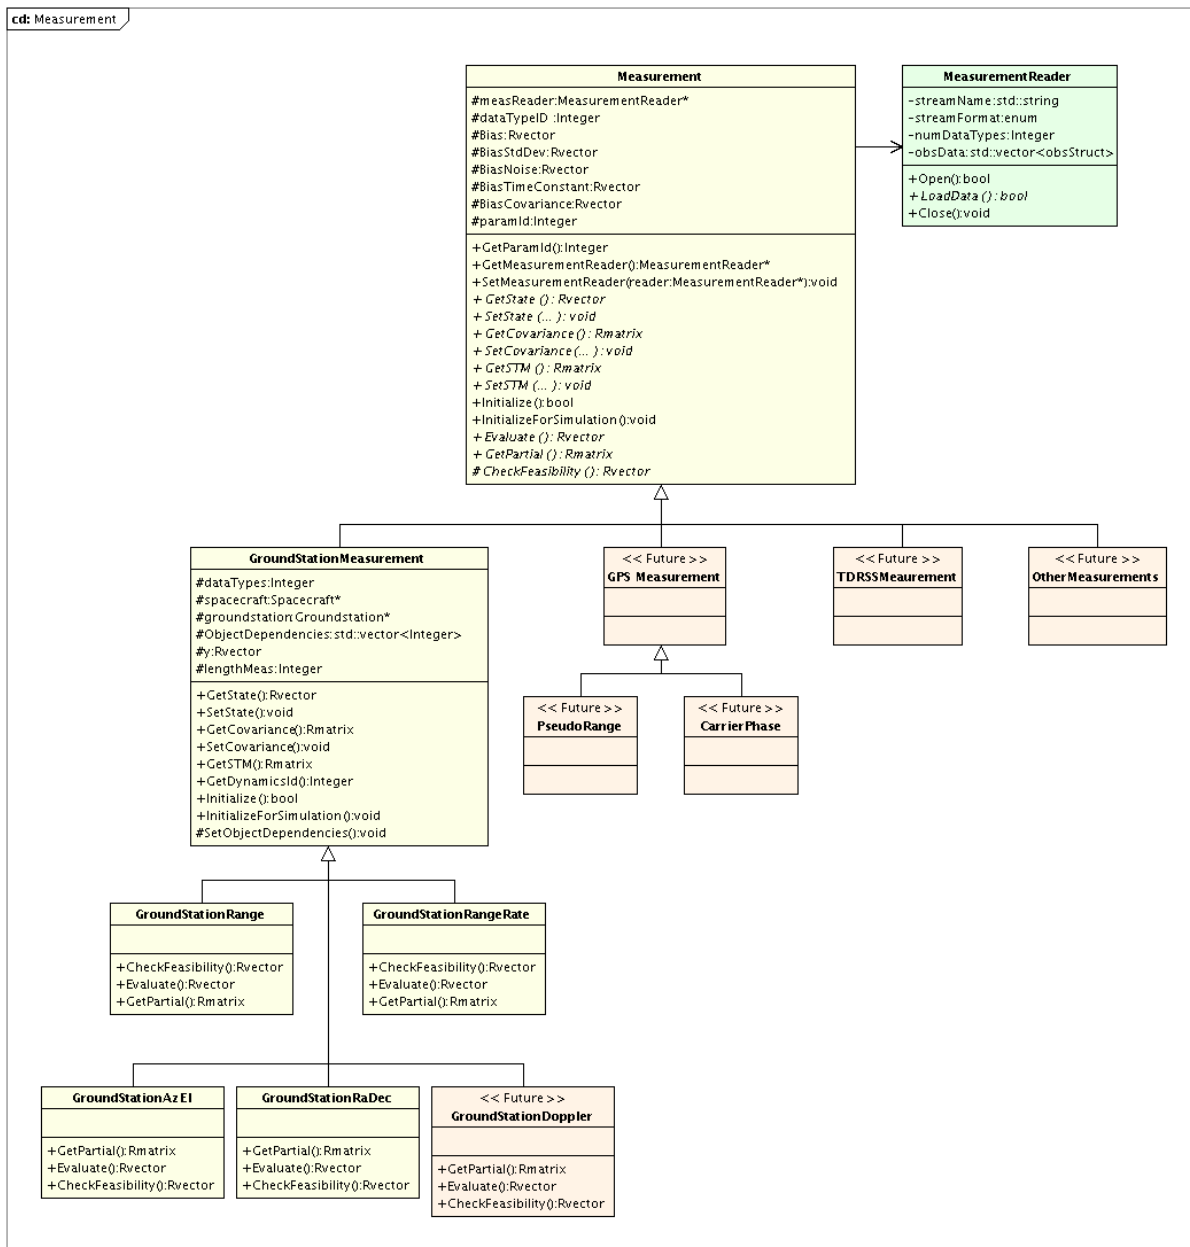 cd: Measurement
Measurement
#measReader:MeasurementReader*
#dataTypeID :Integer
#Bias:Rvector
#BiasStdDev:Rvector
#BiasNoise:Rvector
#BiasTimeConstant:Rvector
#BiasCovariance:Rvector
#paramId:Integer
+GetParamId():Integer
+GetMeasurementReader():MeasurementReader*
+SetMeasurementReader(reader:MeasurementReader*):void
+ GetState (): Rvector
+ SetState (... ): void
+ GetCovariance (): Rmatrix
+ SetCovariance (... ): void
+ GetSTM (): Rmatrix
+ SetSTM (... ): void
+Initialize():bool
+InitializeForSimulation():void
+ Evaluate (): Rvector
+ GetPartial (): Rmatrix
# CheckFeasibility (): Rvector
MeasurementReader
-streamName:std::string
-streamFormat:enum
-numDataTypes:Integer
-obsData:std::vector<obsStruct>
+Open():bool
+ LoadData (): bool
+Close():void
GroundStationMeasurement
#dataTypes:Integer
#spacecraft:Spacecraft*
#groundstation:Groundstation*
#ObjectDependencies:std::vector<Integer>
#y:Rvector
#lengthMeas:Integer
+GetState():Rvector
+SetState():void
+GetCovariance():Rmatrix
+SetCovariance():void
+GetSTM():Rmatrix
+GetDynamicsId():Integer
+Initialize():bool
+InitializeForSimulation():void
#SetObjectDependencies():void
<< Future >>
GPS Measurement
<< Future >>
TDRSSMeaurement
<< Future >>
OtherMeasurements
<< Future >>
PseudoRange
<< Future >>
CarrierPhase
GroundStationRange
+CheckFeasibility():Rvector
+Evaluate():Rvector
+GetPartial():Rmatrix
GroundStationRangeRate
+CheckFeasibility():Rvector
+Evaluate():Rvector
+GetPartial():Rmatrix
GroundStationAzEl
+GetPartial():Rmatrix
+Evaluate():Rvector
+CheckFeasibility():Rvector
GroundStationRaDec
+GetPartial():Rmatrix
+Evaluate():Rvector
+CheckFeasibility():Rvector
<< Future >>
GroundStationDoppler
+GetPartial():Rmatrix
+Evaluate():Rvector
+CheckFeasibility():Rvector